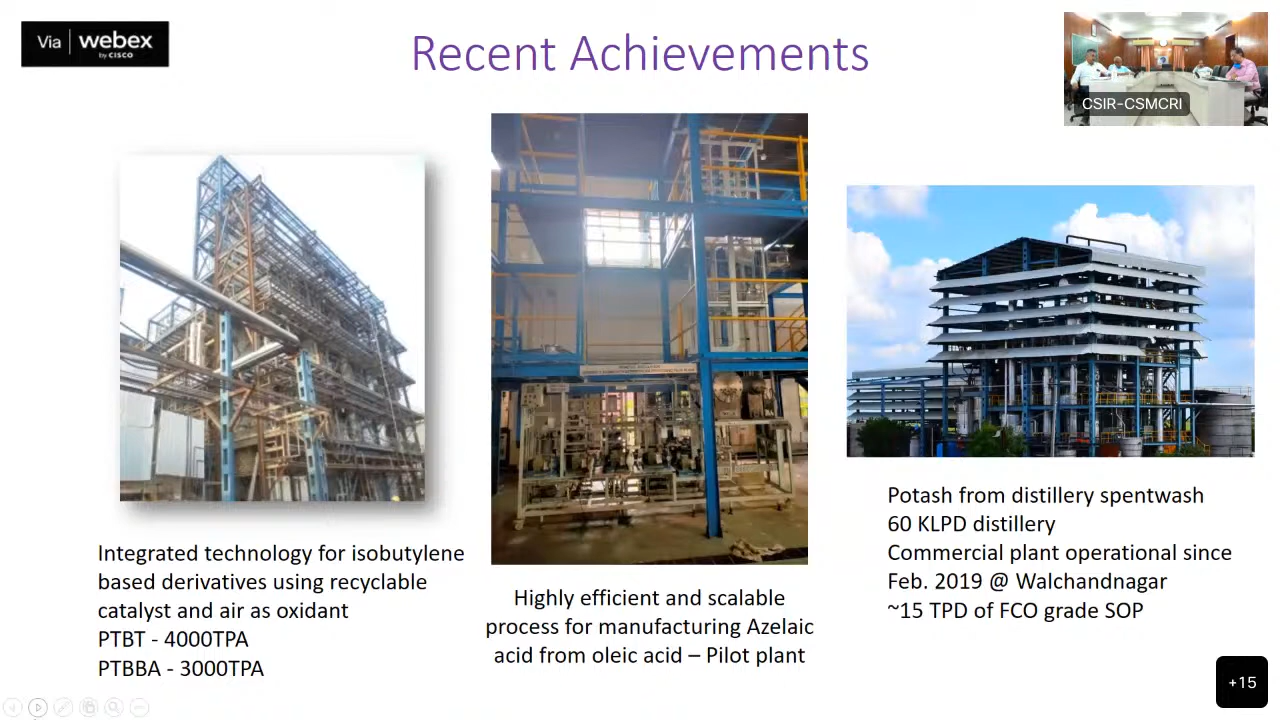 Via | webex
by CISCO
Recent Achievements
CSIR-CSMCRI
Integrated technology for isobutylene
based derivatives using recyclable
catalyst and air as oxidant
PTBT - 4000TPA
PTBBA - 3000TPA
Highly efficient and scalable
process for manufacturing Azelaic
acid from oleic acid – Pilot plant
Potash from distillery spentwash
60 KLPD distillery
Commercial plant operational since
Feb. 2019 @ Walchandnagar
~15 TPD of FCO grade SOP
+15